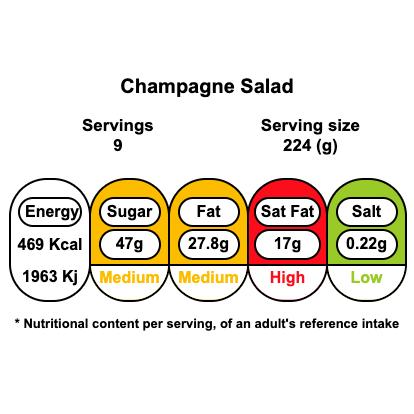 Champagne Salad
Servings Serving size
9 224 (g)
Energy Sugar Fat Sat Fat Salt
469 Kcal 47g 27.8g 17g 0.22g
1963 Kj Medium Medium High Low
* Nutritional content per serving, of an adult's reference intake